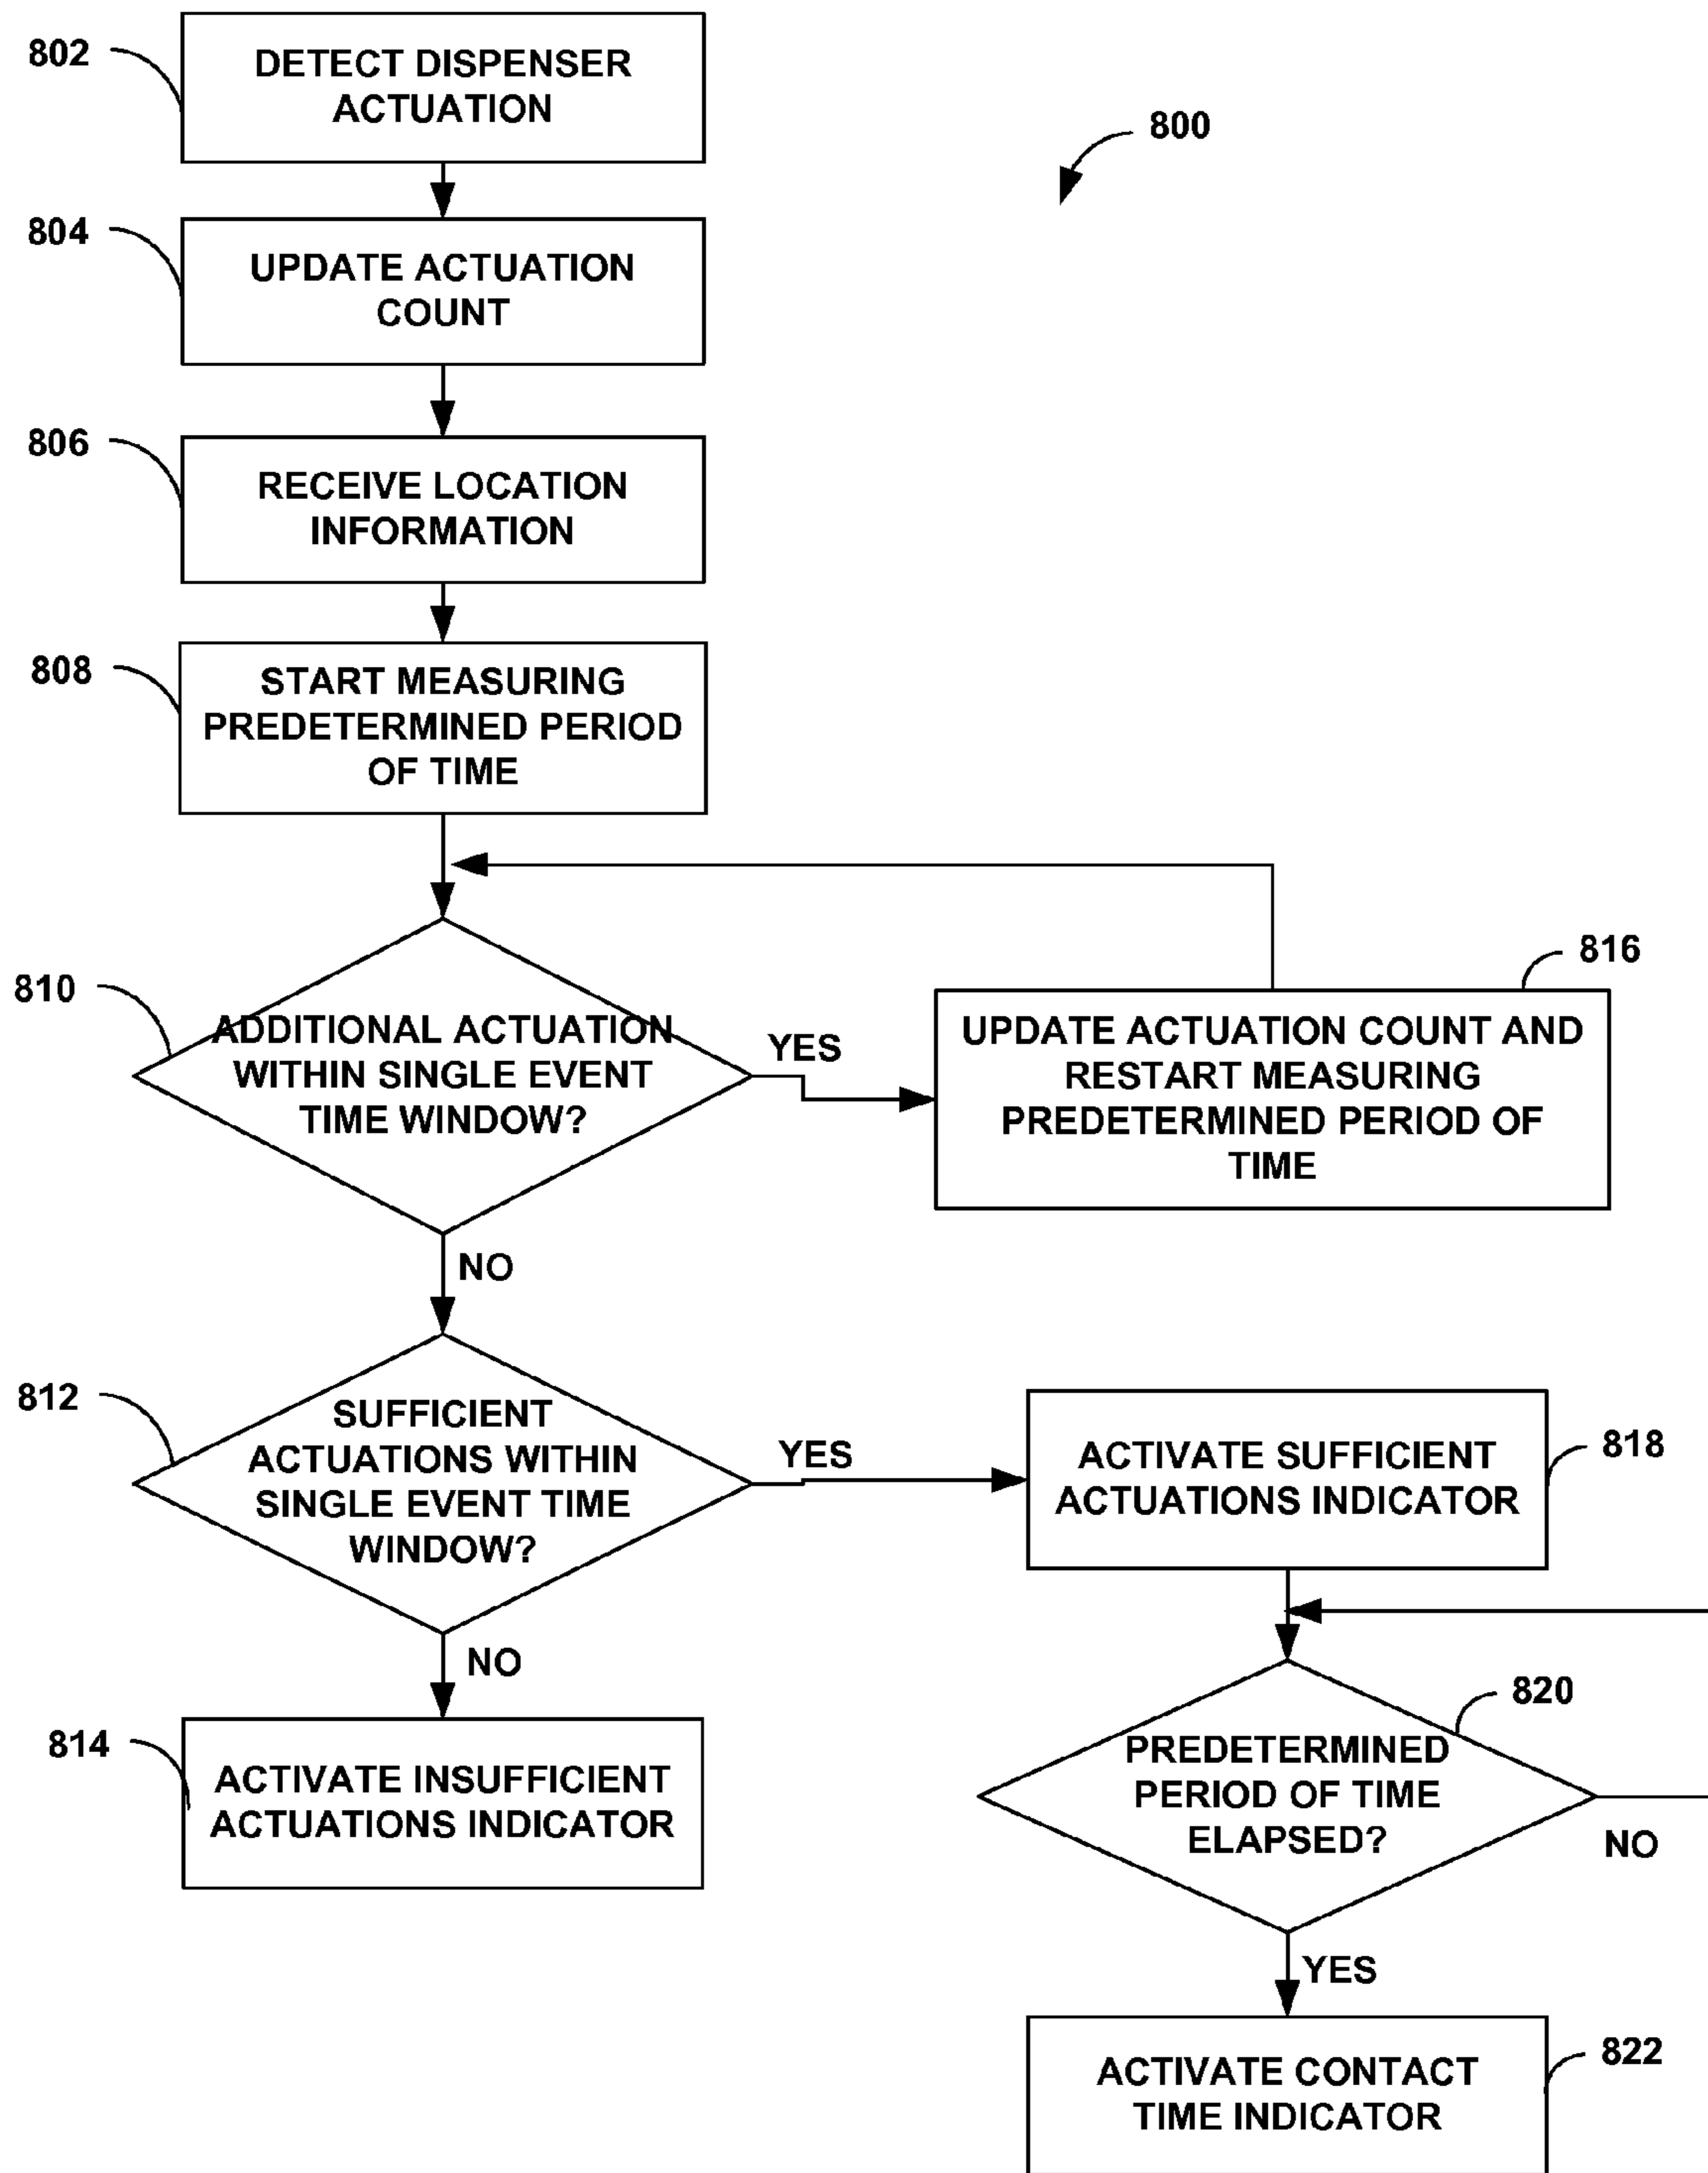 802
DETECT DISPENSER
ACTUATION
800
804
UPDATE ACTUATION
COUNT
806
RECEIVE LOCATION
INFORMATION
808
START MEASURING
PREDETERMINED PERIOD
OF TIME
810
ADDITIONAL ACTUATION
WITHIN SINGLE EVENT
TIME WINDOW?
YES
816
UPDATE ACTUATION COUNT AND
RESTART MEASURING
PREDETERMINED PERIOD OF
TIME
NO
812
SUFFICIENT
ACTUATIONS WITHIN
SINGLE EVENT TIME
WINDOW?
YES
ACTIVATE SUFFICIENT
ACTUATIONS INDICATOR
818
NO
814
ACTIVATE INSUFFICIENT
ACTUATIONS INDICATOR
820
PREDETERMINED
PERIOD OF TIME
ELAPSED?
NO
YES
822
ACTIVATE CONTACT
TIME INDICATOR